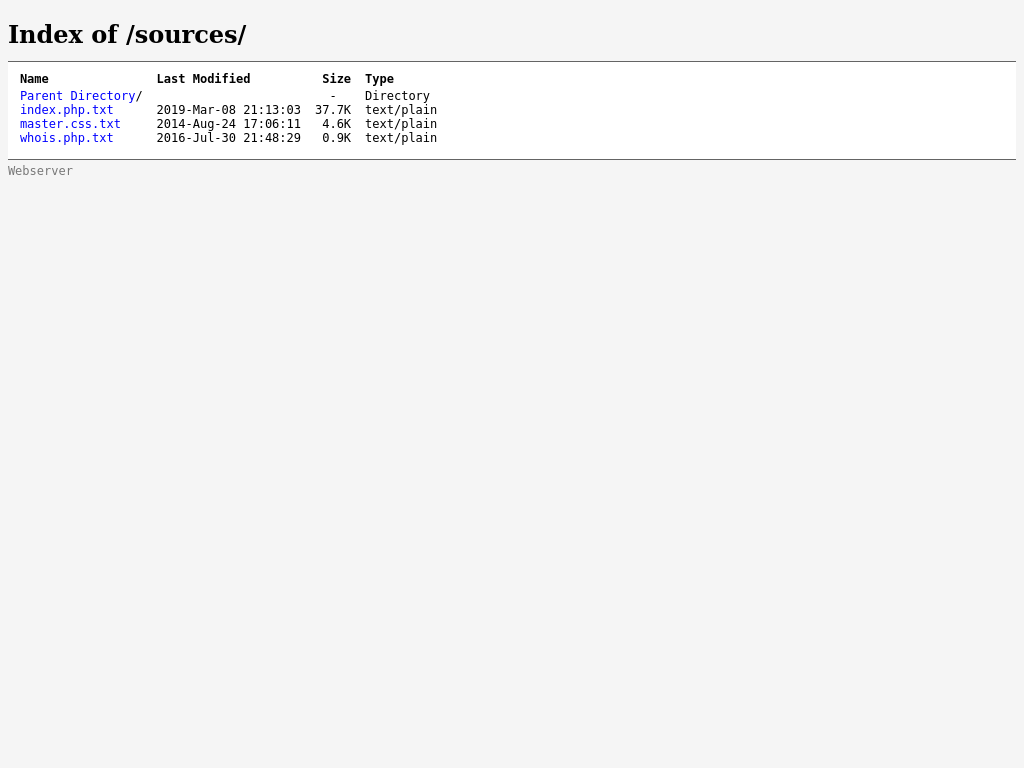 Index of /sources/
Name Last Modified Size Type
Parent Directory/ - Directory
index.php.txt 2019-Mar-08 21:13:03 37.7K text/plain
master.css.txt 2014-Aug-24 17:06:11 4.6K text/plain
whois.php.txt 2016-Jul-30 21:48:29 0.9K text/plain
Webserver